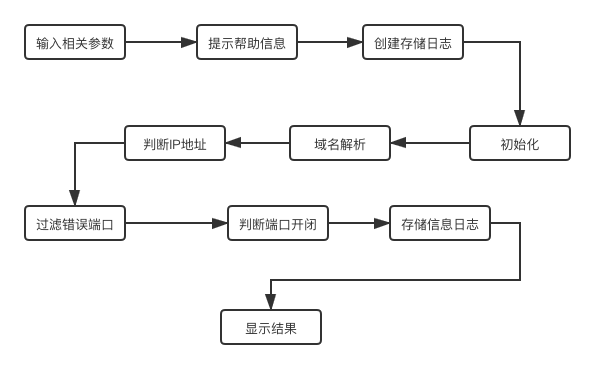 输入相关参数
提示帮助信息
创建存储日志
初始化
域名解析
判断IP地址
过滤错误端口
判断端口开闭
存储信息日志
显示结果